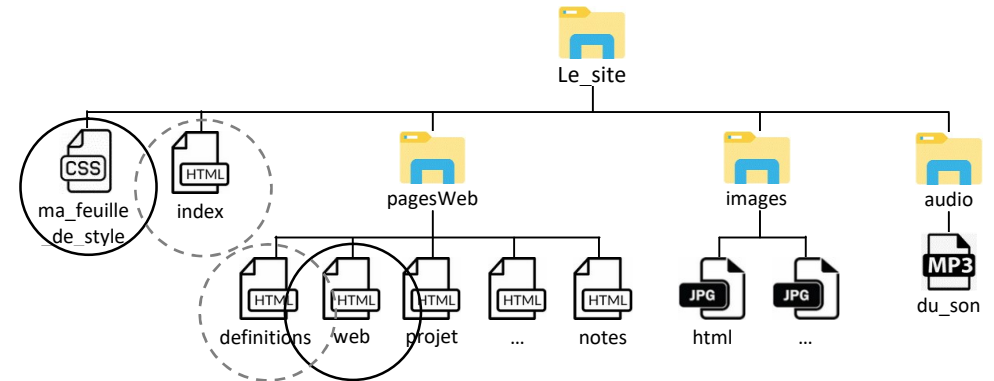 Le_site
CSS
HTML
ma_feuille
_de_style
index
pagesWeb
images
audio
HTML
HTML
HTML
HTML
HTML
JPG
JPG
MP3
definitions
web
projet
...
notes
html
...
du_son